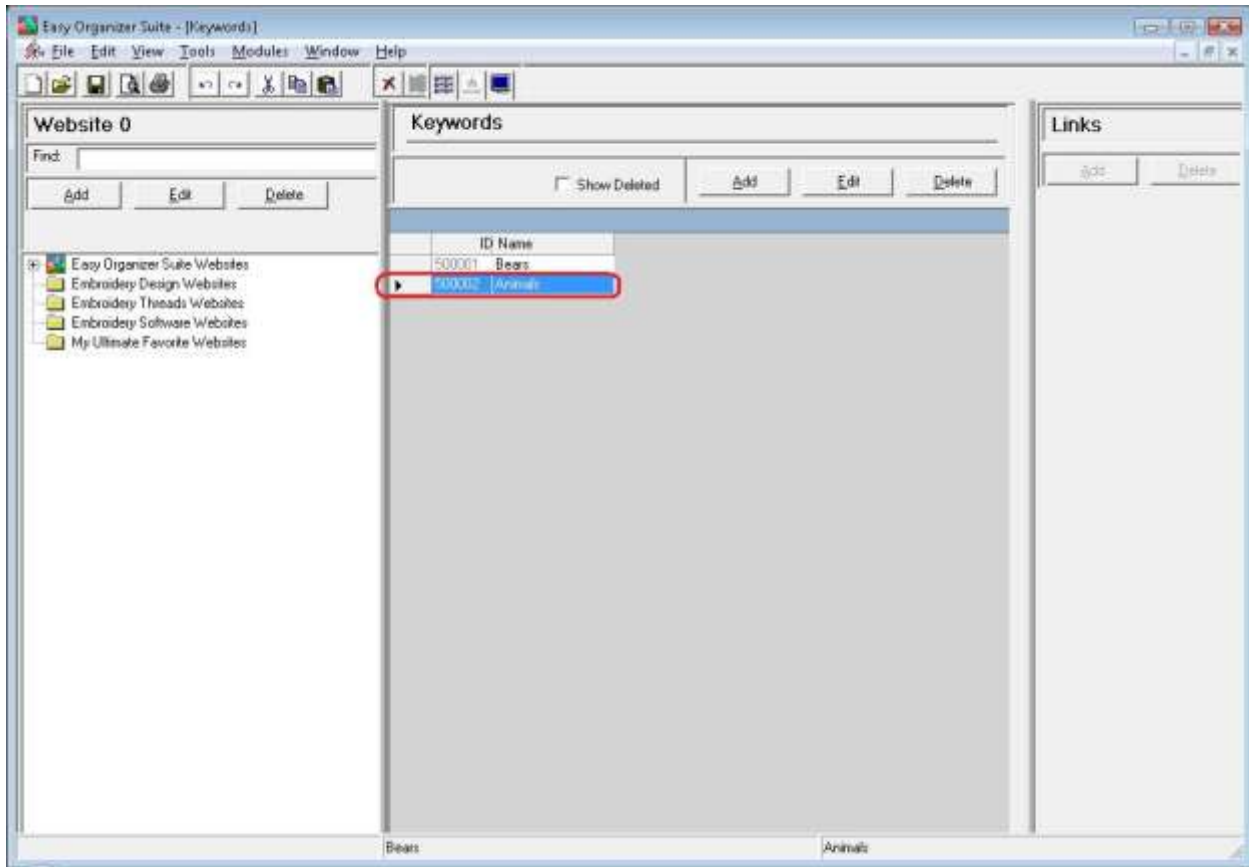 Easy Organizer Suite - [Keywords]
File Edit View Tools Modules Window Help
Website 0
Find:
Add Edit Delete
Easy Organizer Suite Websites
Embroidery Design Websites
Embroidery Threads Websites
Embroidery Software Websites
My Ultimate Favorite Websites
Keywords
Show Deleted Add Edit Delete
ID Name
500001 Bears
500002 Animals
Links
Add Delete
Bears Animals